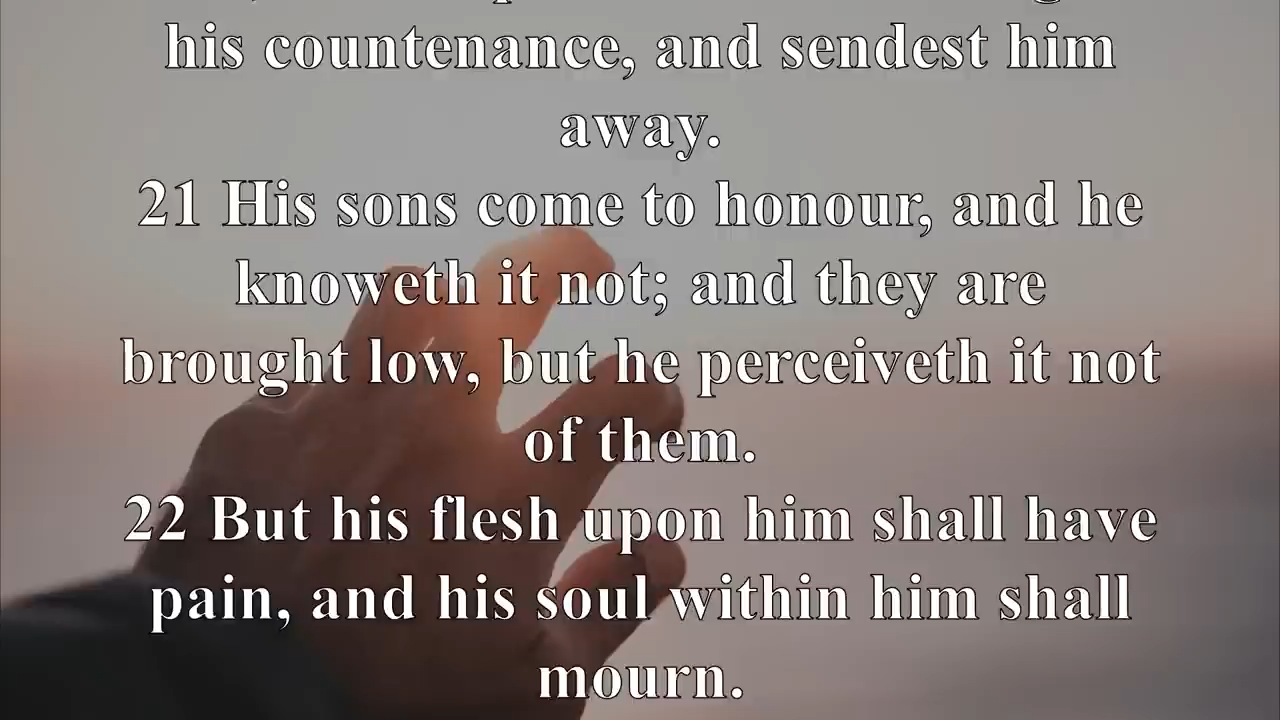 his countenance, and sendest him
away.
21 His sons come to honour, and he
knoweth it not; and they are
brought low, but he perceiveth it not
of them.
22 But his flesh upon him shall have
pain, and his soul within him shall
mourn.